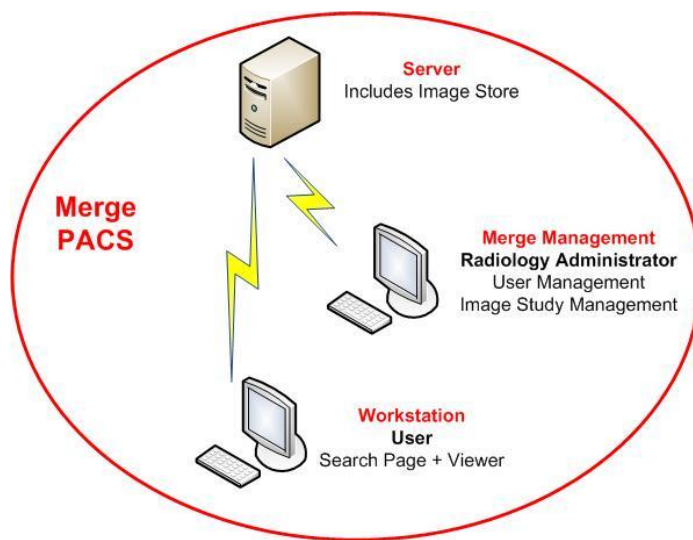 Server
Includes Image Store
Merge
PACS
Merge Management
Radiology Administrator
User Management
Image Study Management
Workstation
User
Search Page + Viewer